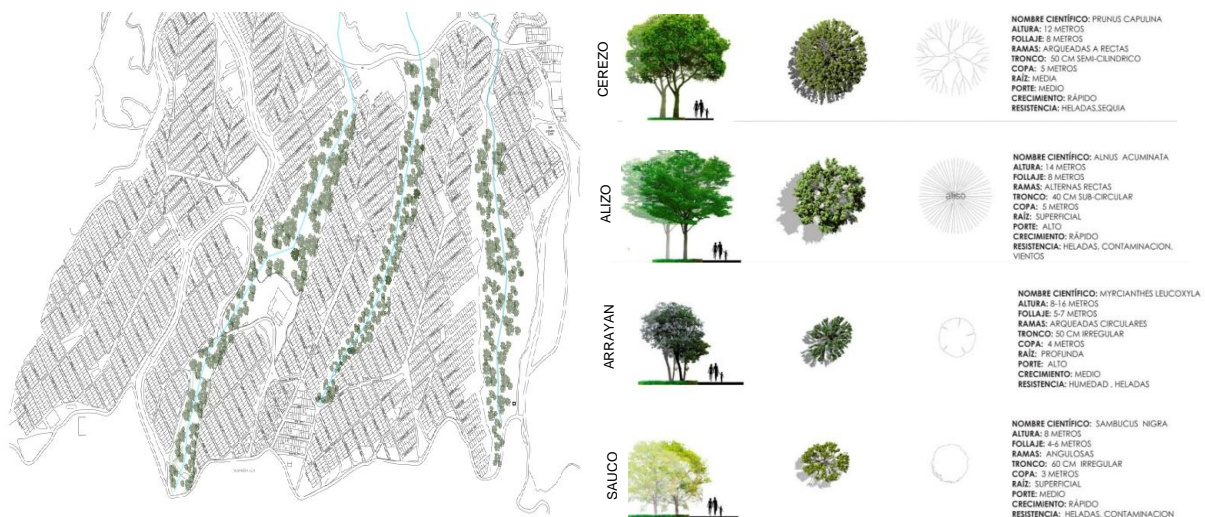 CEREZO
NOMBRE CIENTÍFICO: PRUNUS CAPULINA
ALTURA: 12 METROS
FOLLAJE: 8 METROS
RAMAS: ARQUEADAS A RECTAS
TRONCO: 50 CM SEMI-CILINDRICO
COPA: 5 METROS
RAÍZ: MEDIA
PORTE: MEDIO
CRECIMIENTO: RÁPIDO
RESISTENCIA: HELADAS,SEQUIA
ALIZO
NOMBRE CIENTÍFICO: ALNUS ACUMINATA
ALTURA: 14 METROS
FOLLAJE: 8 METROS
RAMAS: ALTERNAS RECTAS
TRONCO: 40 CM SUB-CIRCULAR
COPA: 5 METROS
RAÍZ: SUPERFICIAL
PORTE: ALTO
CRECIMIENTO: RÁPIDO
RESISTENCIA: HELADAS, CONTAMINACION,
VIENTOS
ARRAYAN
NOMBRE CIENTÍFICO: MYRCIANTHES LEUCOXYLA
ALTURA: 8-16 METROS
FOLLAJE: 5-7 METROS
RAMAS: ARQUEADAS CIRCULARES
TRONCO: 50 CM IRREGULAR
COPA: 4 METROS
RAÍZ: PROFUNDA
PORTE: ALTO
CRECIMIENTO: MEDIO
RESISTENCIA: HUMEDAD , HELADAS
SAUCO
NOMBRE CIENTÍFICO: SAMBUCUS NIGRA
ALTURA: 8 METROS
FOLLAJE: 4-6 METROS
RAMAS: ANGULOSAS
TRONCO: 60 CM IRREGULAR
COPA: 3 METROS
RAÍZ: SUPERFICIAL
PORTE: MEDIO
CRECIMIENTO: RÁPIDO
RESISTENCIA: HELADAS, CONTAMINACION